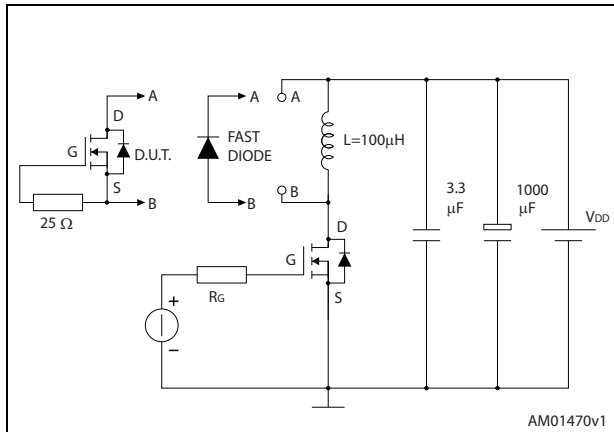 A
D
G
D.U.T.
S
B
25 Ω
A
FAST
DIODE
B
A
L=100µH
B
D
G
S
RG
+
–
3.3
µF
1000
µF
VDD
AM01470v1